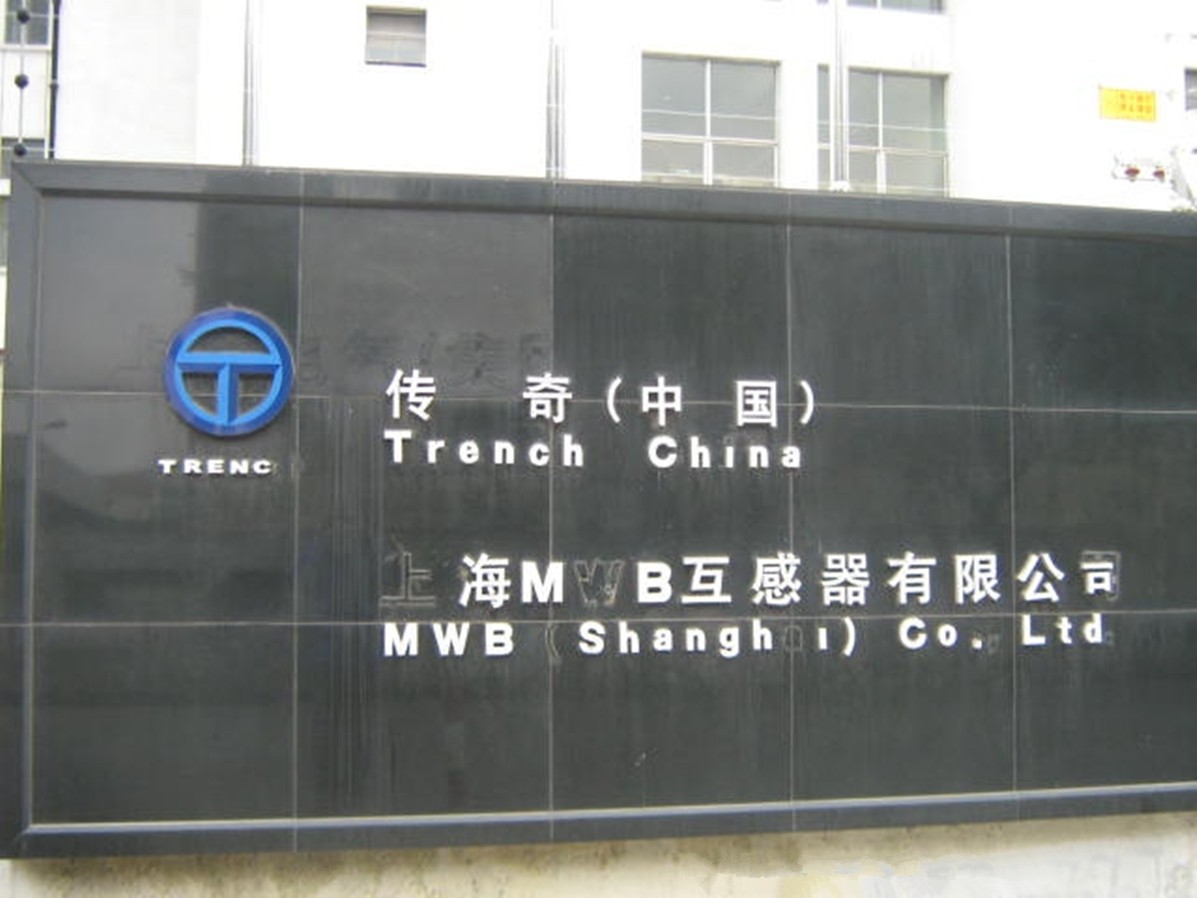 TRENC
传奇(中国)
Trench China
上海MWB互感器有限公司
MWB (Shanghai) Co. Ltd.